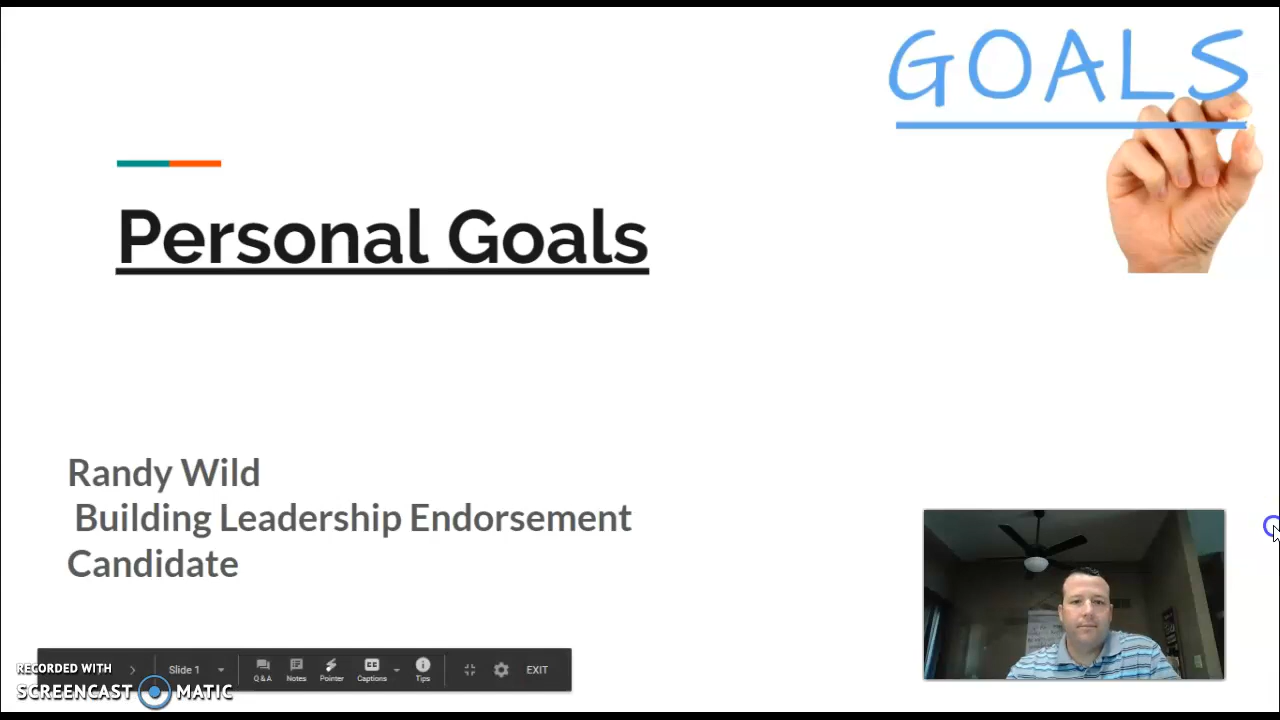 GOALS
Personal Goals
Randy Wild
Building Leadership Endorsement
Candidate
RECORDED WITH
SCREENCAST MATIC
Slide 1
Q&A
Notes
Pointer
Captions
CC
Tips
EXIT